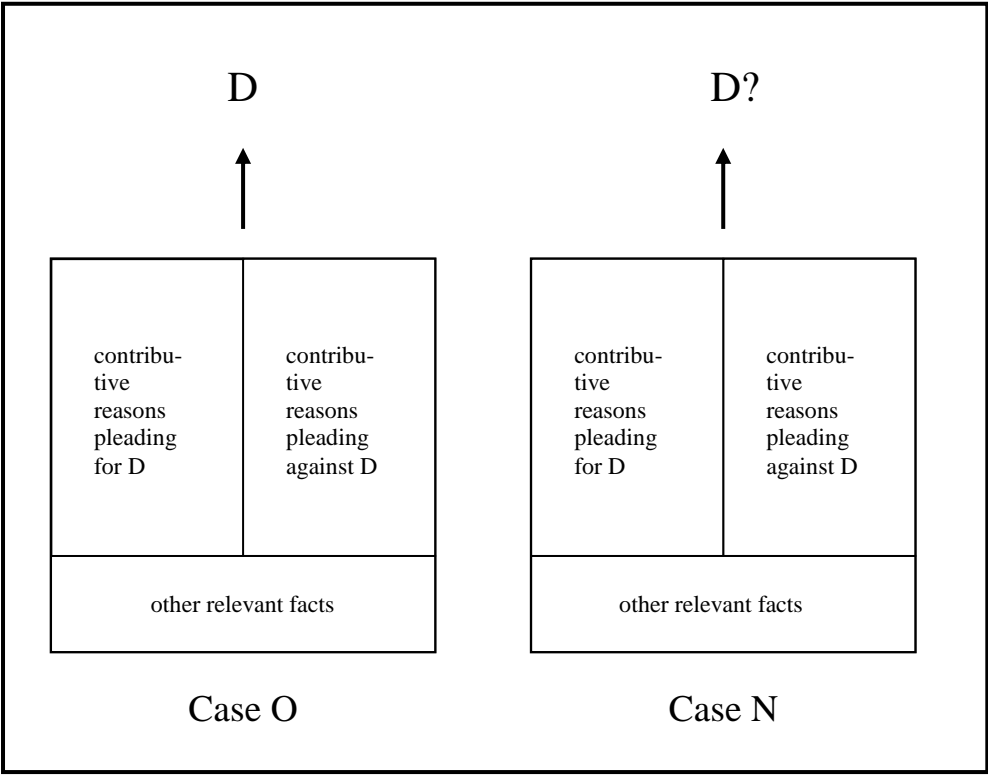 D
D?
contribu-
tive
reasons
pleading
for D
contribu-
tive
reasons
pleading
against D
contribu-
tive
reasons
pleading
for D
contribu-
tive
reasons
pleading
against D
other relevant facts
other relevant facts
Case O
Case N